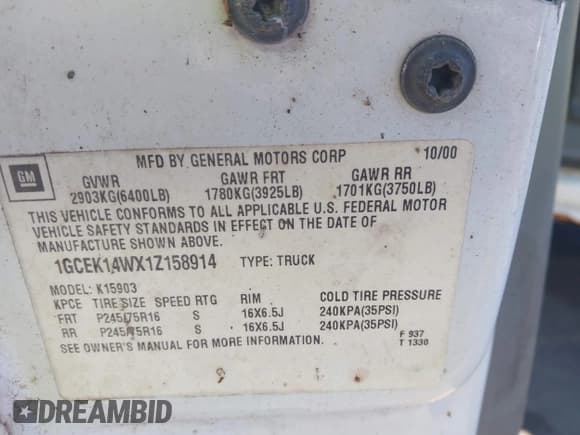 MFD BY GENERAL MOTORS CORP 10/00
GM
GVWR GAWR FRT GAWR RR
2903KG(6400LB) 1780KG(3925LB) 1701KG(3750LB)
THIS VEHICLE CONFORMS TO ALL APPLICABLE U.S. FEDERAL MOTOR
VEHICLE SAFETY STANDARDS IN EFFECT ON THE DATE OF
MANUFACTURE SHOWN ABOVE.
1GCEK14WX1Z158914 TYPE: TRUCK
MODEL: K15903
KPCE TIRE SIZE SPEED RTG RIM COLD TIRE PRESSURE
FRT P245/75R16 S 16X6.5J 240KPA(35PSI)
RR P245/75R16 S 16X6.5J 240KPA(35PSI)
SEE OWNER'S MANUAL FOR MORE INFORMATION.
F 937
T 1330
DREAMBID